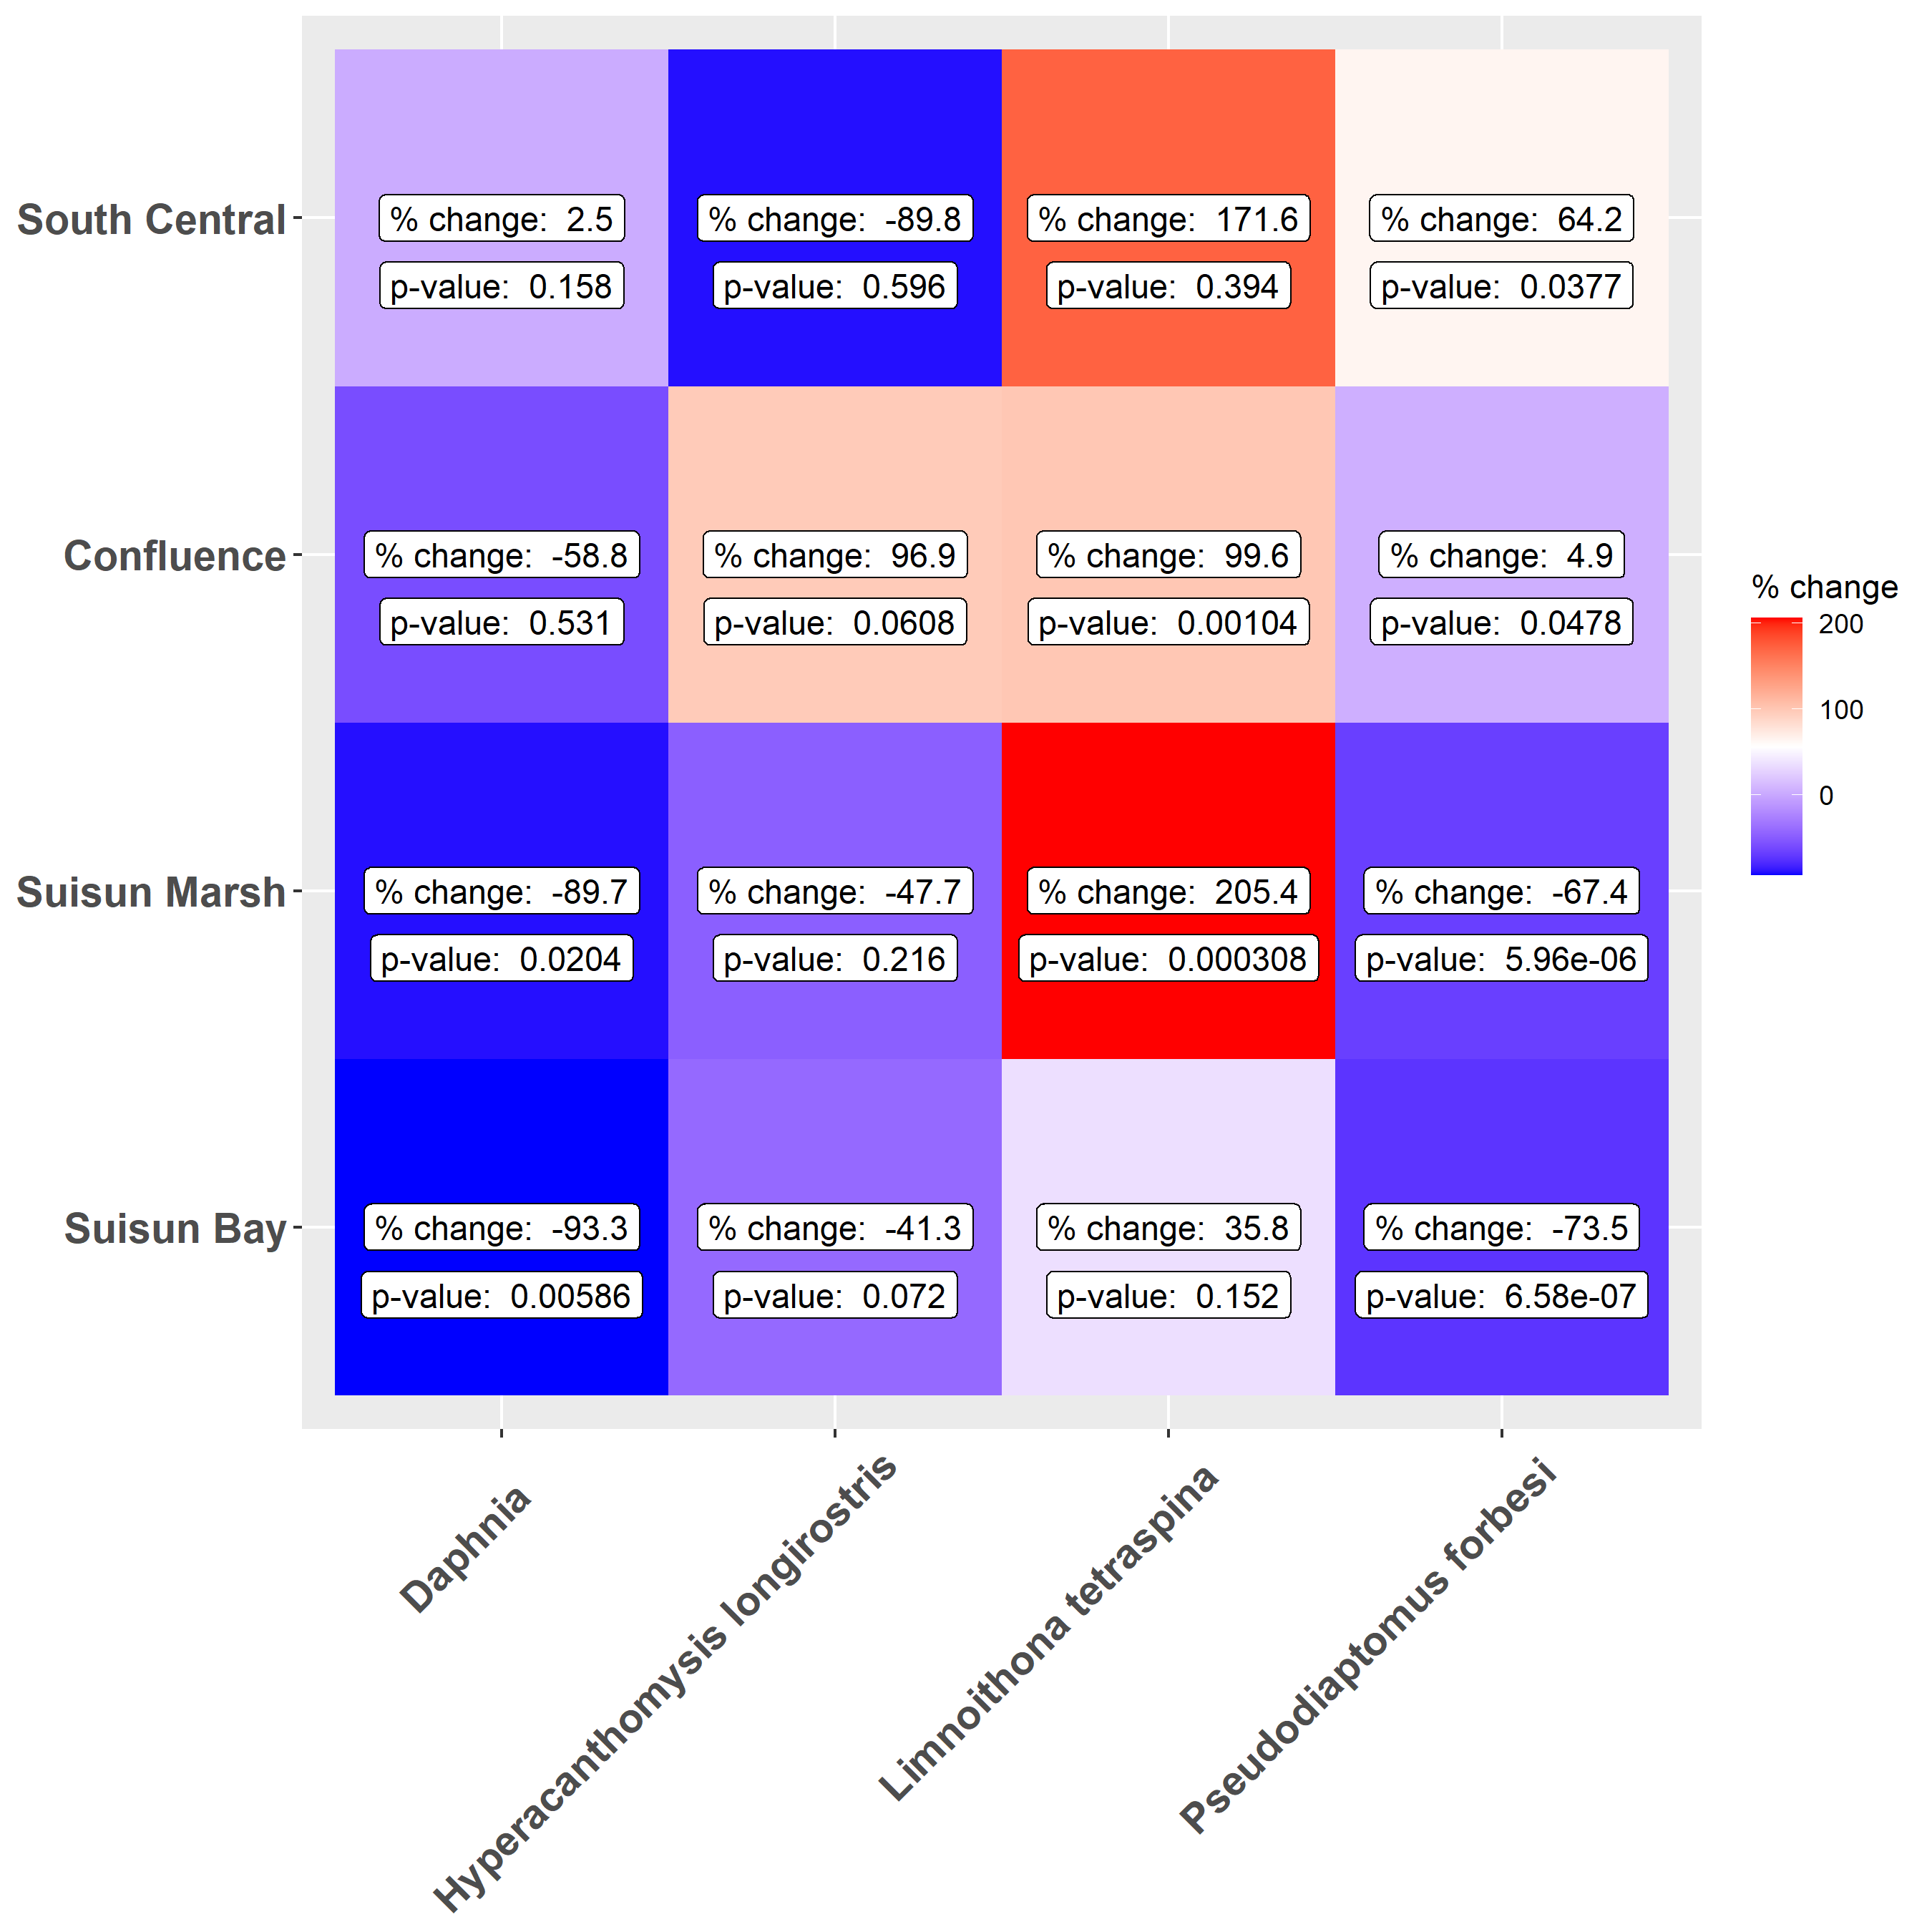 South Central
% change: 2.5
p-value: 0.158
% change: -89.8
p-value: 0.596
% change: 171.6
p-value: 0.394
% change: 64.2
p-value: 0.0377
Confluence
% change: -58.8
p-value: 0.531
% change: 96.9
p-value: 0.0608
% change: 99.6
p-value: 0.00104
% change: 4.9
p-value: 0.0478
Suisun Marsh
% change: -89.7
p-value: 0.0204
% change: -47.7
p-value: 0.216
% change: 205.4
p-value: 0.000308
% change: -67.4
p-value: 5.96e-06
Suisun Bay
% change: -93.3
p-value: 0.00586
% change: -41.3
p-value: 0.072
% change: 35.8
p-value: 0.152
% change: -73.5
p-value: 6.58e-07
Daphnia
Hyperacanthomysis longirostris
Limnoithona tetraspina
Pseudodiaptomus forbesi
% change
200
100
0